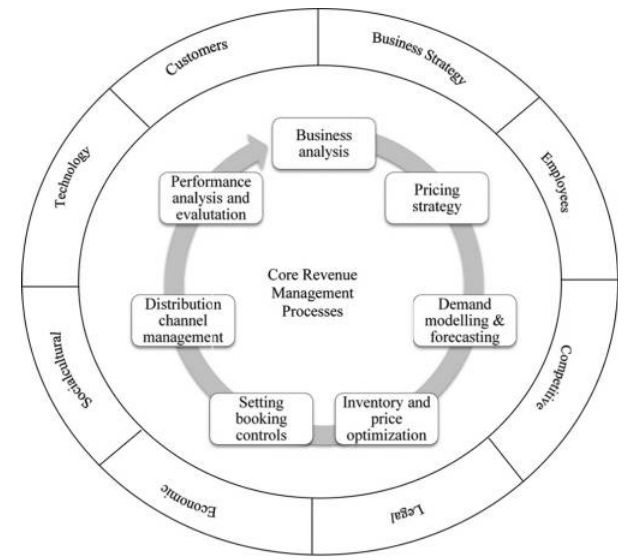 Customers
Business Strategy
Employees
Competitive
Legal
Economic
Socialcultural
Technology
Business
analysis
Pricing
strategy
Demand
modelling &
forecasting
Inventory and
price
optimization
Setting
booking
controls
Distribution
channel
management
Performance
analysis and
evalutation
Core Revenue
Management
Processes